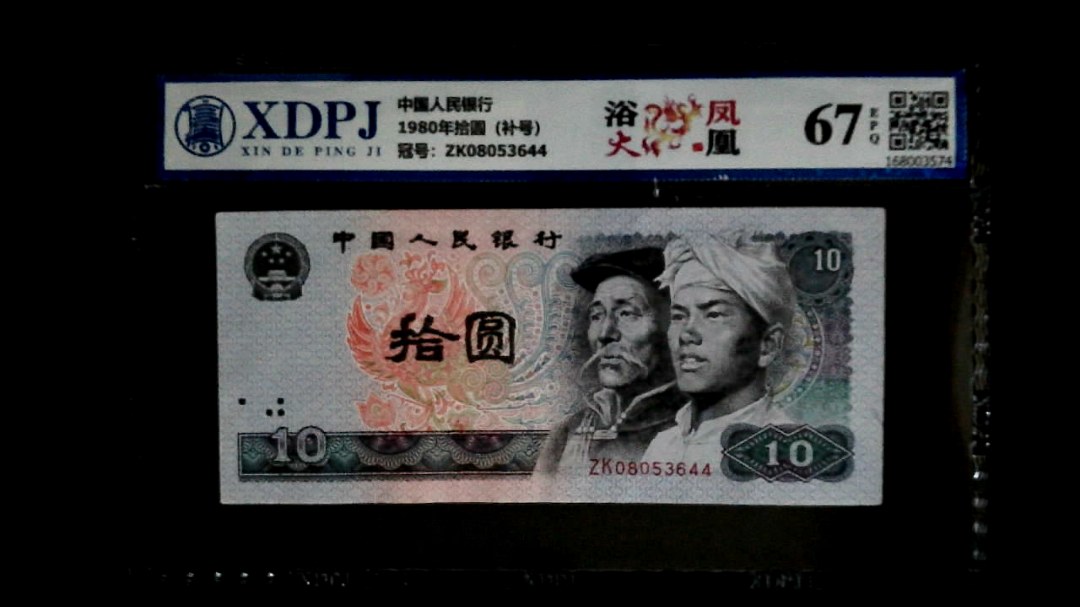 XDPJ
XIN DE PING JI
中国人民银行
1980年拾圆（补号）
冠号：ZK08053644
浴火
凤凰
67
EPQ
168003574
中国人民银行
10
拾圆
10
ZK08053644
10